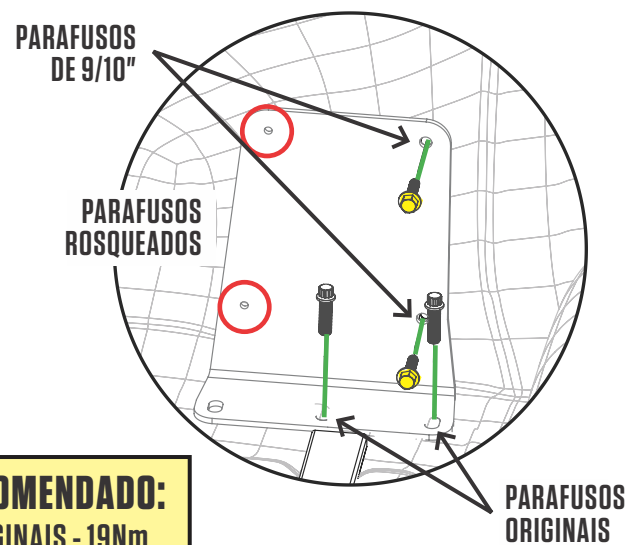 PARAFUSOS
DE 9/10"
PARAFUSOS
ROSQUEADOS
OMENDADO:
GINAIS - 19Nm
PARAFUSOS
ORIGINAIS